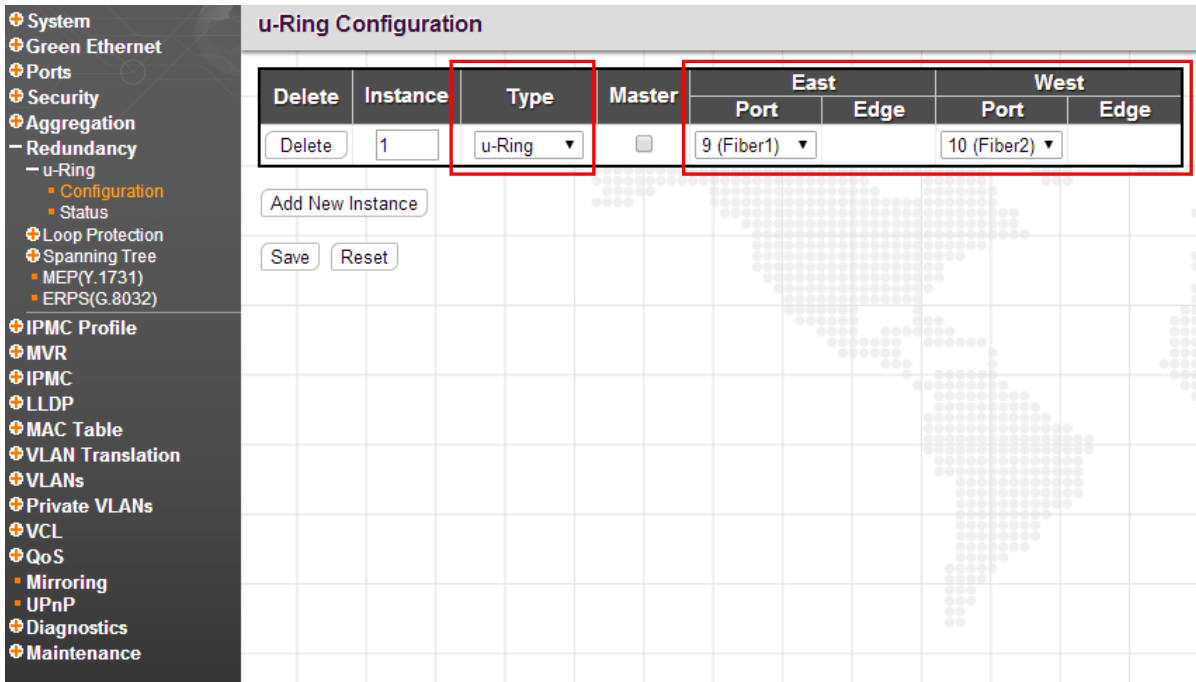 System
Green Ethernet
Ports
Security
Aggregation
Redundancy
u-Ring
Configuration
Status
Loop Protection
Spanning Tree
MEP(Y.1731)
ERPS(G.8032)
IPMC Profile
MVR
IPMC
LLDP
MAC Table
VLAN Translation
VLANs
Private VLANs
VCL
QoS
Mirroring
UPnP
Diagnostics
Maintenance
u-Ring Configuration
Delete Instance Type Master East West
Port Edge Port Edge
Delete 1 u-Ring 9 (Fiber1) 10 (Fiber2)
Add New Instance
Save Reset